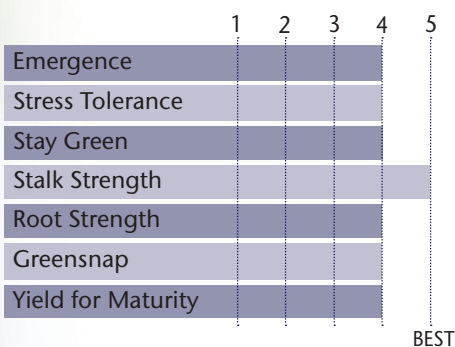 1 2 3 4 5
Emergence
Stress Tolerance
Stay Green
Stalk Strength
Root Strength
Greensnap
Yield for Maturity
BEST